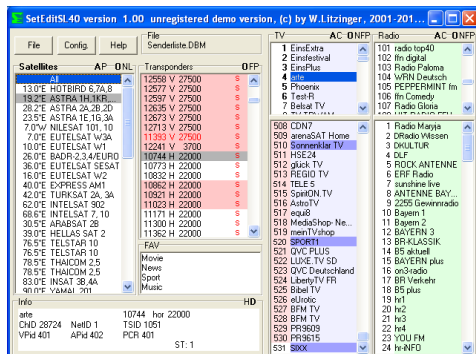 SetEditSL40 version 1.00 unregistered demo version, (c) by W.Litzinger, 2001-201...
File
Config.
Help
File
Senderliste.DBM
Satellites AP ONL
All
13.0°E HOTBIRD 6,7A,8
19.2°E ASTRA 1H,1KR,...
28.2°E ASTRA 2A,2B,2D
23.5°E ASTRA 1E,1G,3A
7.0°W NILESAT 101, 10
7.0°E EUTELSAT W3A
10.0°E EUTELSAT W1
26.0°E BADR-2,3,4/EURO
36.0°E EUTELSAT SESAT
16.0°E EUTELSAT W2
40.0°E EXPRESS AM1
42.0°E TURKSAT 2A, 3A
62.0°E INTELSAT 902
68.6°E INTELSAT 7, 10
30.5°E ARABSAT 2B
39.0°E HELLAS SAT 2
76.5°E TELSTAR 10
76.5°E TELSTAR 10
78.5°E THAICOM 2,5
78.5°E THAICOM 2,5
83.0°E INSAT 3B,4A
90.0°E YAMAL 201
Transponders OFP
12558 V 27500 S
12577 V 27500 S
12597 V 27500 S
12635 V 27500 S
12673 V 27500 S
12713 V 27500 S
11393 V 27500 S
12241 V 3700 S
10744 H 22000 S
10773 H 22000 S
10832 H 22000 S
10862 H 22000 S
10921 H 22000 S
11023 H 22000 S
11171 H 22000 S
11300 H 22000 S
11362 H 22000 S
FAV
Movie
News
Sport
Music
Info HD
arte 10744 hor 22000
ChID 28724 NetID 1 TSID 1051
VPid 401 APid 402 PCR 401
ST: 1
TV AC ONFP
1 EinsExtra
2 Einsfestival
3 EinsPlus
4 arte
5 Phoenix
6 Test-R
7 Belsat TV
508 CDN7
509 arenaSAT Home
510 Sonnenklar TV
511 HSE24
512 glück TV
513 REGIO TV
514 TELE 5
515 SpiritON.TV
516 AstroTV
517 equi8
518 MediaShop- Ne...
519 meinTVshop
520 SPORT1
521 QVC PLUS
522 LUXE.TV SD
523 QVC Deutschland
524 LibertyTV FR
525 Bibel TV
526 eUrotic
527 BFM TV
528 BFM TV
529 PR9609
530 PR9615
531 SIXX
Radio AC ONFP
101 radio top40
102 ffn digital
103 Radio Paloma
104 WRN Deutsch
105 PEPPERMINT fm
106 ffn Comedy
107 Radio Gloria
1 Radio Maryja
2 DRadio Wissen
3 DKULTUR
4 DLF
5 ROCK ANTENNE
6 ERF Radio
7 sunshine live
8 ANTENNE BAY...
9 2255 Gewinnradio
10 Bayern 1
11 Bayern 2
12 BAYERN 3
13 BR-KLASSIK
14 B5 aktuell
15 BAYERN plus
16 on3-radio
17 BR Verkehr
18 B5 plus
19 hr1
20 hr2
21 hr3
22 hr4
23 YOU FM
24 hr-iNFO